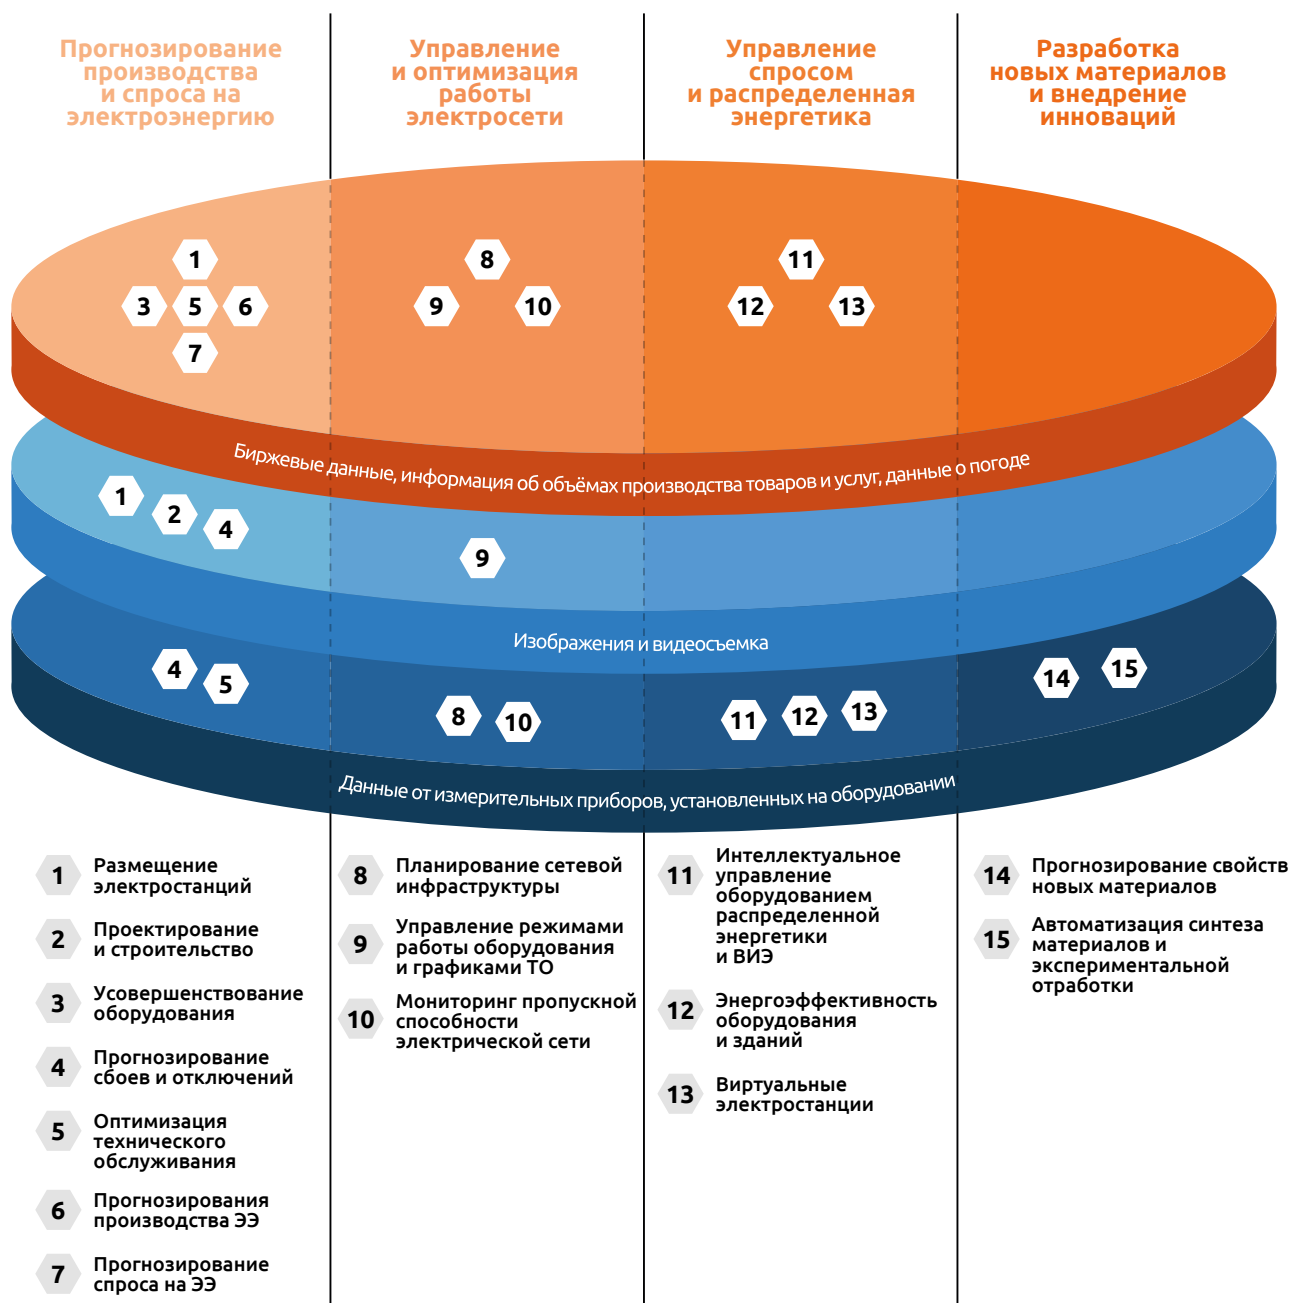 Прогнозирование
производства
и спроса на
электроэнергию
Управление
и оптимизация
работы
электросети
Управление
спросом
и распределенная
энергетика
Разработка
новых материалов
и внедрение
инноваций
1
3 5 6
7
8
9 10
11
12 13
Биржевые данные, информация об объёмах производства товаров и услуг, данные о погоде
1
2
4
9
Изображения и видеосъемка
4
5
8 10
11 12 13
14 15
Данные от измерительных приборов, установленных на оборудовании
1 Размещение
электростанций
2 Проектирование
и строительство
3 Усовершенствование
оборудования
4 Прогнозирование
сбоев и отключений
5 Оптимизация
технического
обслуживания
6 Прогнозирования
производства ЭЭ
7 Прогнозирование
спроса на ЭЭ
8 Планирование сетевой
инфраструктуры
9 Управление режимами
работы оборудования
и графиками ТО
10 Мониторинг пропускной
способности
электрической сети
11 Интеллектуальное
управление
оборудованием
распределенной
энергетики
и ВИЭ
12 Энергоэффективность
оборудования
и зданий
13 Виртуальные
электростанции
14 Прогнозирование свойств
новых материалов
15 Автоматизация синтеза
материалов и
экспериментальной
отработки